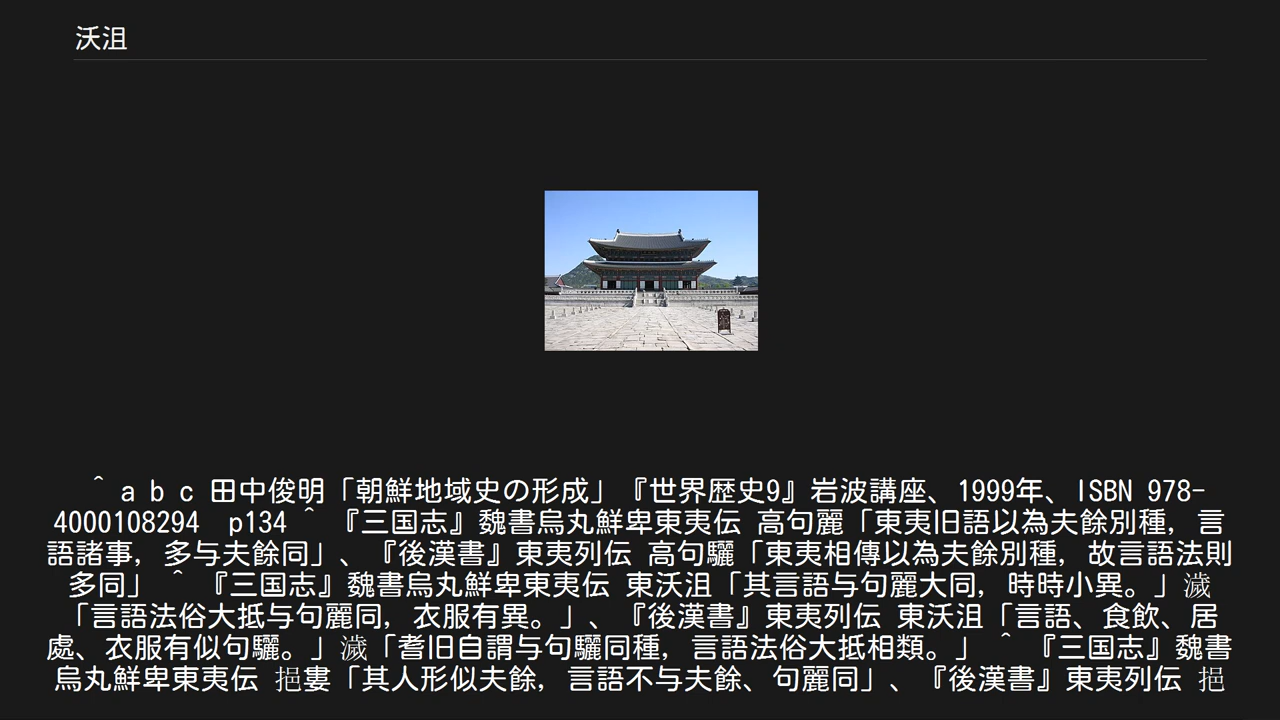 沃沮
^ a b c 田中俊明「朝鮮地域史の形成」『世界歴史9』岩波講座、1999年、ISBN 978-
4000108294 p134 ^ 『三国志』魏書烏丸鮮卑東夷伝 高句麗「東夷旧語以為夫餘別種，言
語諸事，多与夫餘同」、『後漢書』東夷列伝 高句驪「東夷相傳以為夫餘別種，故言語法則
多同」 ^ 『三国志』魏書烏丸鮮卑東夷伝 東沃沮「其言語与句麗大同，時時小異。」濊
「言語法俗大抵与句麗同，衣服有異。」、『後漢書』東夷列伝 東沃沮「言語、食飲、居
處、衣服有似句驪。」濊「耆旧自謂与句驪同種，言語法俗大抵相類。」 ^ 『三国志』魏書
烏丸鮮卑東夷伝 挹婁「其人形似夫餘，言語不与夫餘、句麗同」、『後漢書』東夷列伝 挹